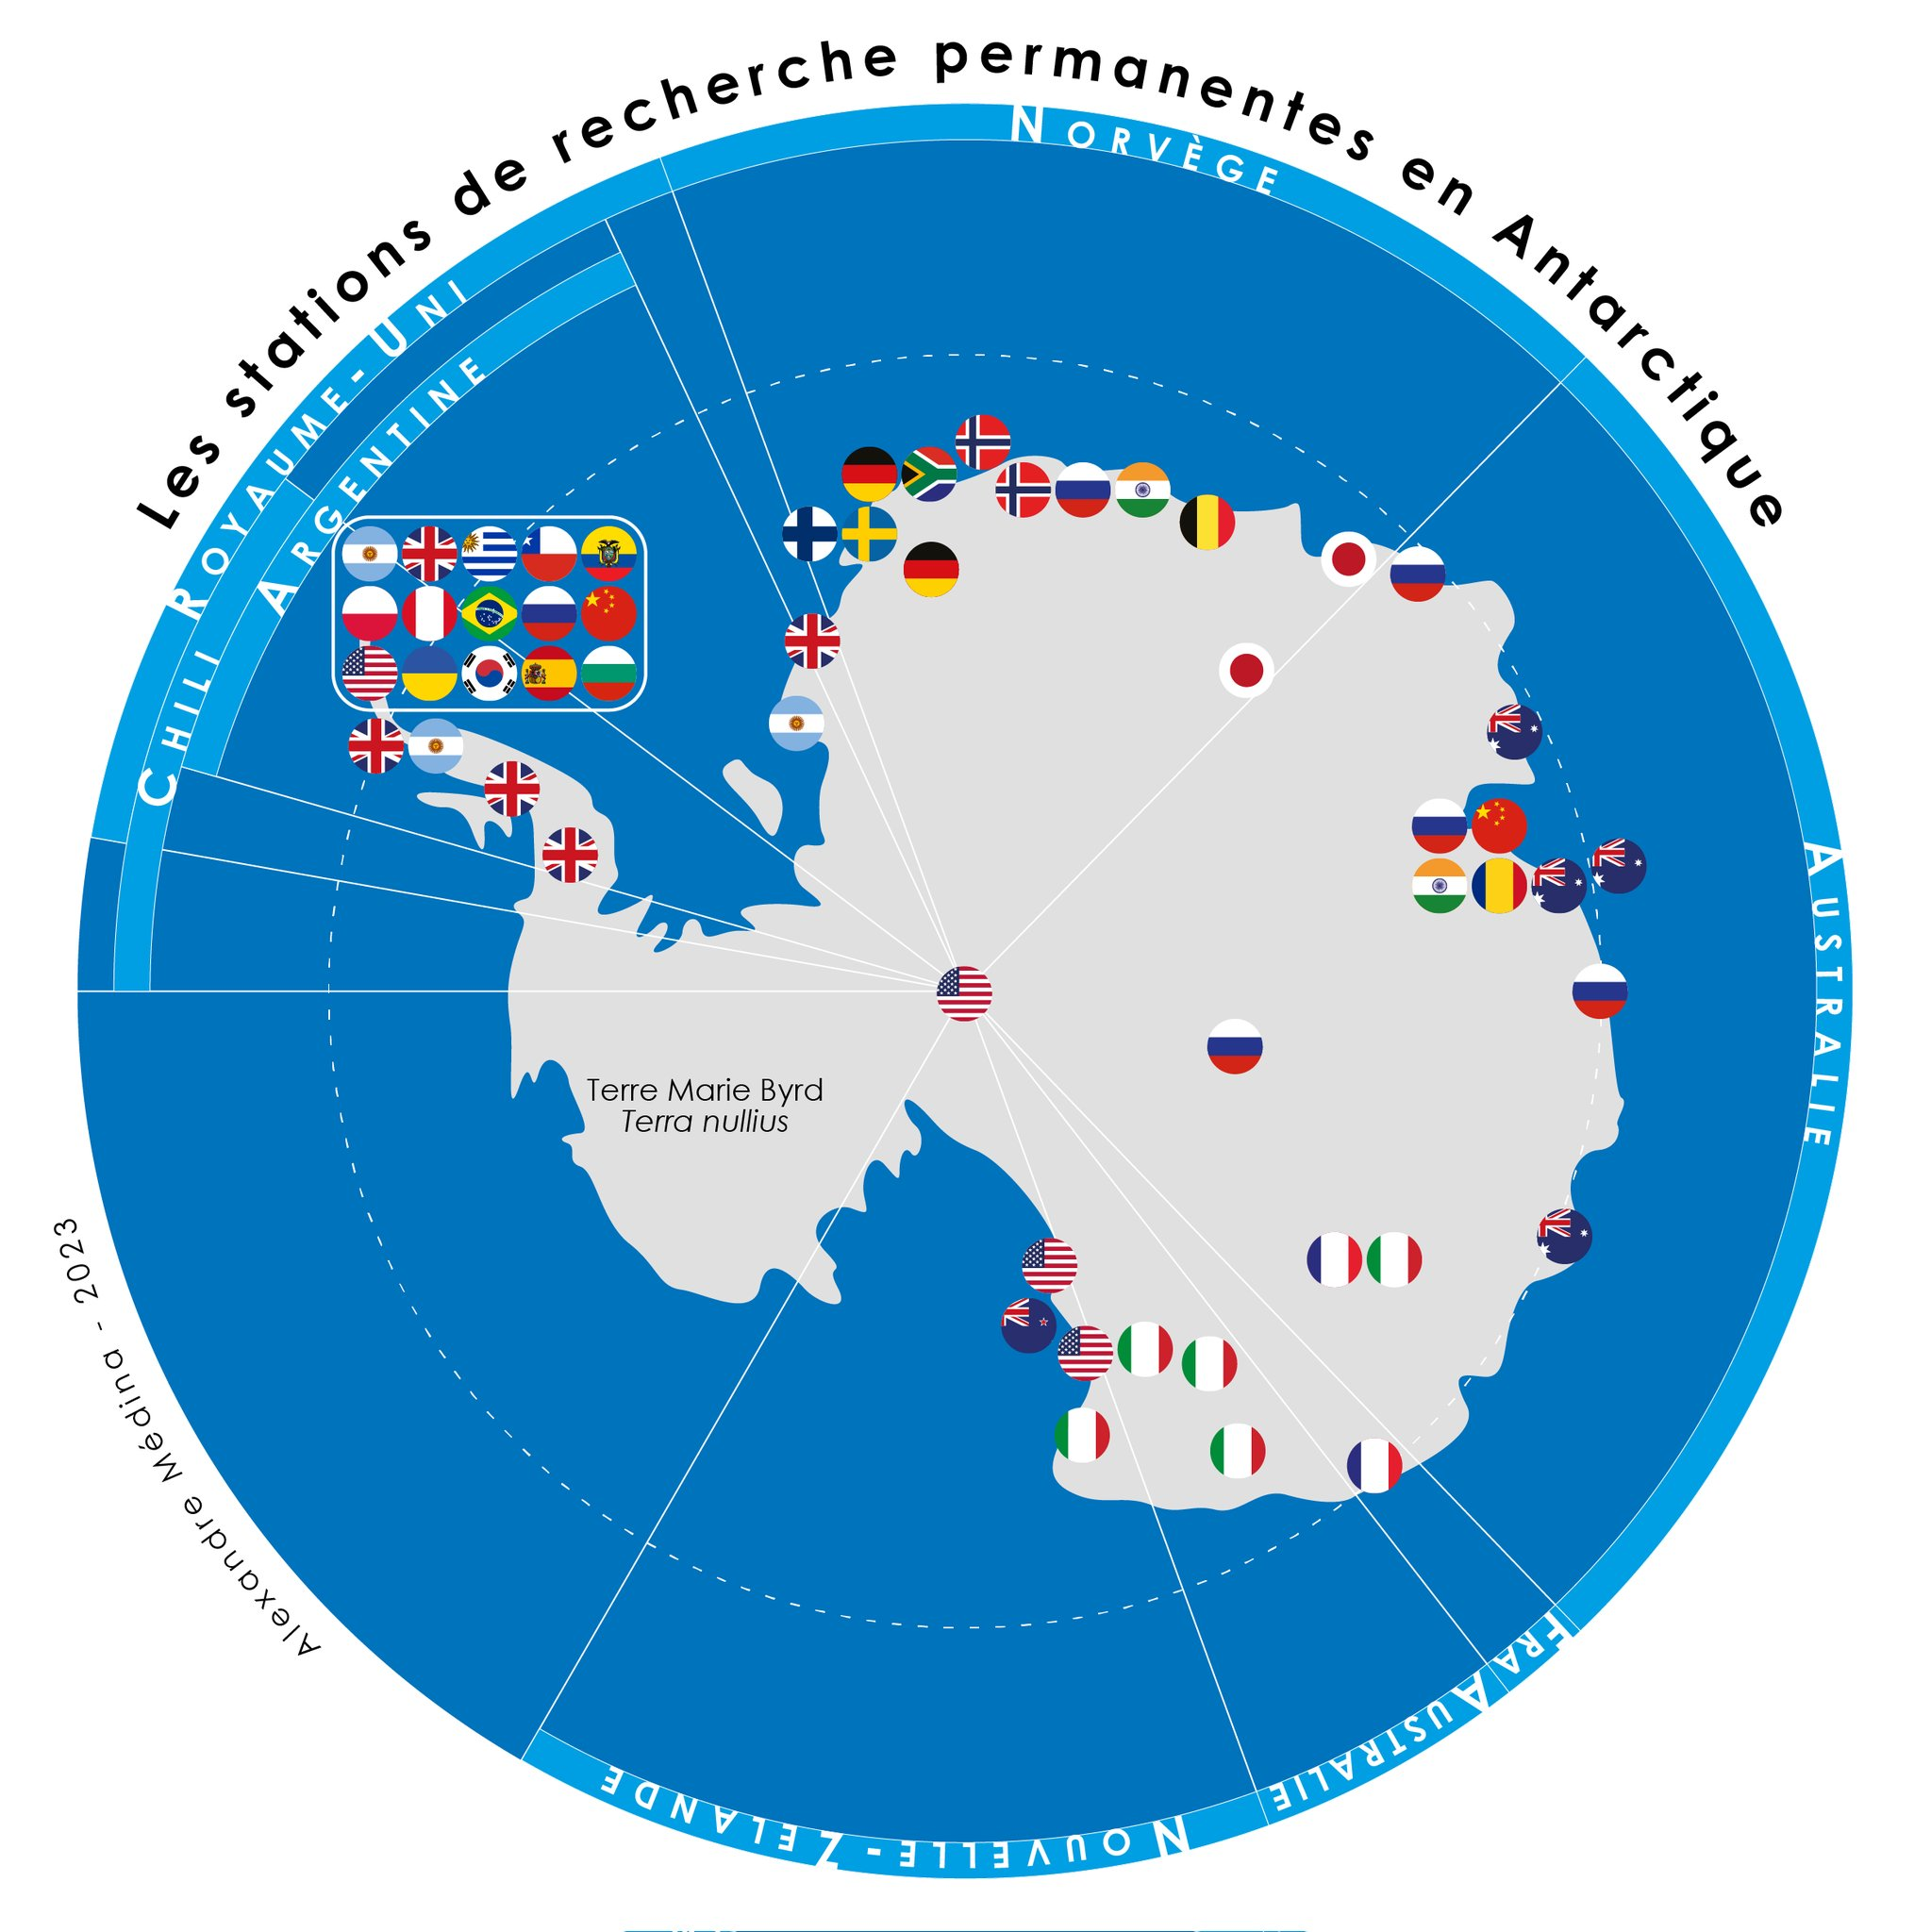 Les stations de recherche permanentes en Antarctique
NORVÈGE
ROYAUME-UNI
ARGENTINE
CHILI
AUSTRALIE
Terre Marie Byrd
Terra nullius
FRA
AUSTRALIE
NOUVELLE-ZELANDE
Alexandre Médina - 2023